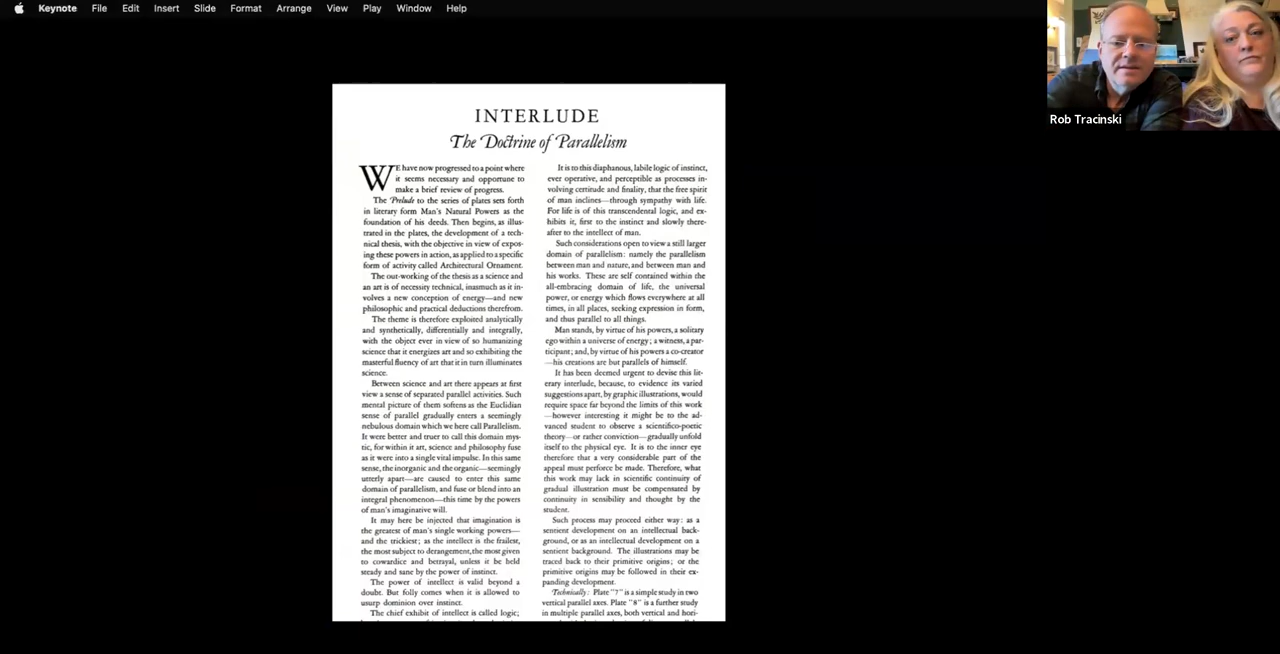 Keynote File Edit Insert Slide Format Arrange View Play Window Help
Rob Tracinski
INTERLUDE
The Doctrine of Parallelism
WE have now progressed to a point where
it seems necessary and opportune to
make a brief review of progress.
The Prelude to the series of plates sets forth
in literary form Man's Natural Powers as the
foundation of his deeds. Then begins, as illus-
trated in the plates, the development of a tech-
nical thesis, with the objective in view of expos-
ing these powers in action, as applied to a specific
form of activity called Architectural Ornament.
The out-working of the thesis as a science and
an art is of necessity technical, inasmuch as it in-
volves a new conception of energy—and new
philosophic and practical deductions therefrom.
The theme is therefore exploited analytically
and synthetically, differentially and integrally,
with the object ever in view of so humanizing
science that it energizes art and so exhibiting the
masterful fluency of art that it in turn illuminates
science.
Between science and art there appears at first
view a sense of separated parallel activities. Such
mental picture of them softens as the Euclidian
sense of parallel gradually enters a seemingly
nebulous domain which we here call Parallelism.
It were better and truer to call this domain mys-
tic, for within it art, science and philosophy fuse
as it were into a single vital impulse. In this same
sense, the inorganic and the organic—seemingly
utterly apart—are caused to enter this same
domain of parallelism, and fuse or blend into an
integral phenomenon—this time by the powers
of man's imaginative will.
It may here be injected that imagination is
the greatest of man's single working powers—
and the trickiest; as the intellect is the frailest,
the most subject to derangement, the most given
to cowardice and betrayal, unless it be held
steady and sane by the power of instinct.
The power of intellect is valid beyond a
doubt. But folly comes when it is allowed to
usurp dominion over instinct.
The chief exhibit of intellect is called logic;
It is to this diaphanous, labile logic of instinct,
ever operative, and perceptible as processes in-
volving certitude and finality, that the free spirit
of man inclines—through sympathy with life.
For life is of this transcendental logic, and ex-
hibits it, first to the instinct and slowly there-
after to the intellect of man.
Such considerations open to view a still larger
domain of parallelism: namely the parallelism
between man and nature, and between man and
his works. These are self contained within the
all-embracing domain of life, the universal
power, or energy which flows everywhere at all
times, in all places, seeking expression in form,
and thus parallel to all things.
Man stands, by virtue of his powers, a solitary
ego within a universe of energy; a witness, a par-
ticipant; and, by virtue of his powers a co-creator
—his creations are but parallels of himself.
It has been deemed urgent to devise this lit-
erary interlude, because, to evidence its varied
suggestions apart, by graphic illustrations, would
require space far beyond the limits of this work
—however interesting it might be to the ad-
vanced student to observe a scientifico-poetic
theory—or rather conviction—gradually unfold
itself to the physical eye. It is to the inner eye
therefore that a very considerable part of the
appeal must perforce be made. Therefore, what
this work may lack in scientific continuity of
gradual illustration must be compensated by
continuity in sensibility and thought by the
student.
Such process may proceed either way: as a
sentient development on an intellectual back-
ground, or as an intellectual development on a
sentient background. The illustrations may be
traced back to their primitive origins; or the
primitive origins may be followed in their ex-
panding development.
Technically: Plate "7" is a simple study in two
vertical parallel axes. Plate "8" is a further study
in multiple parallel axes, both vertical and hori-